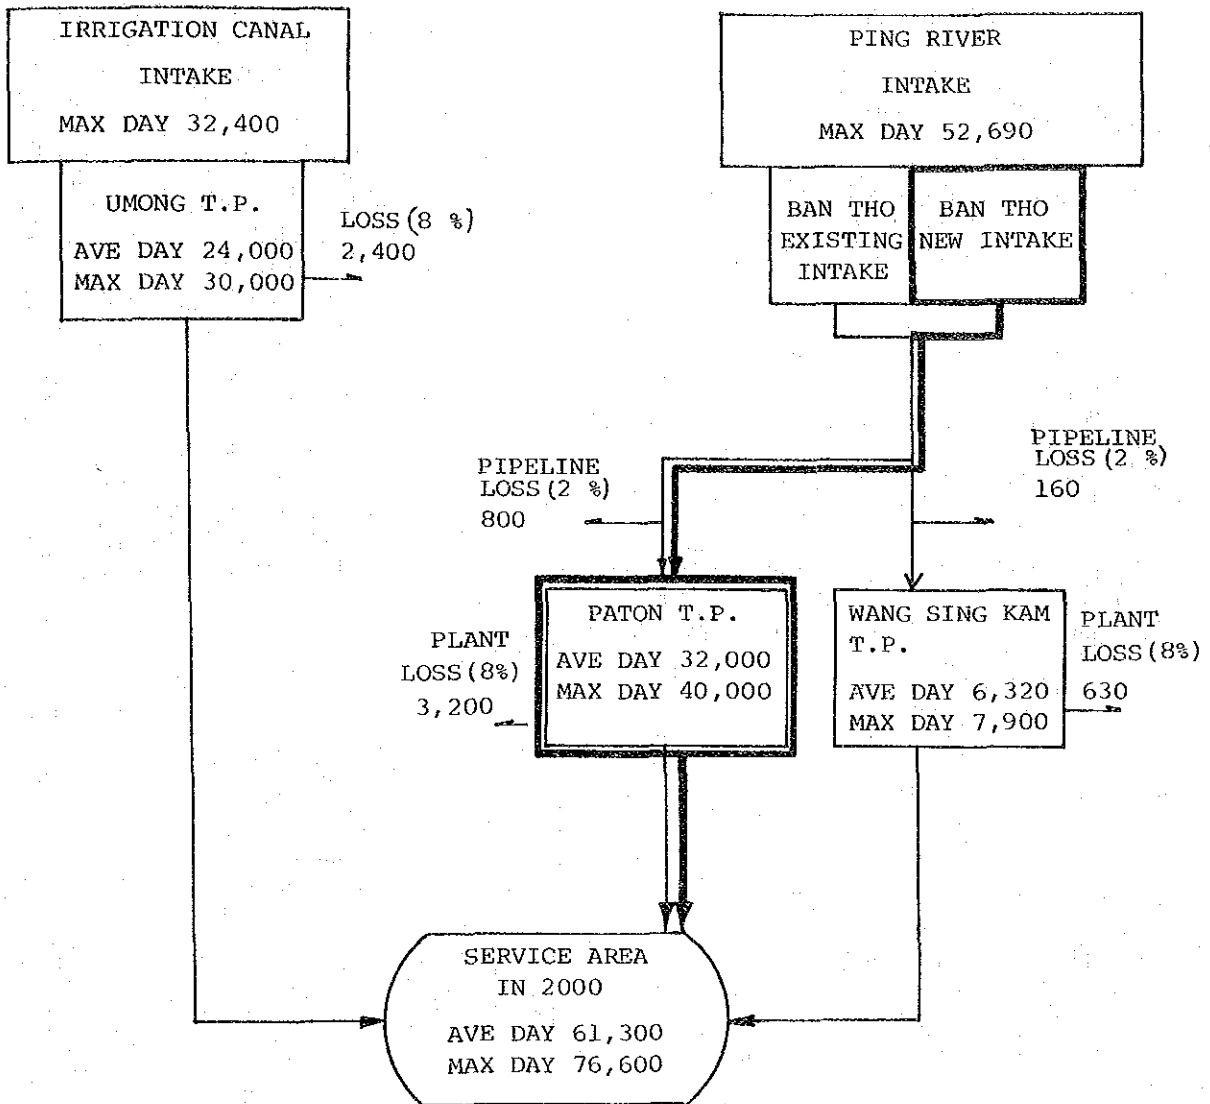 IRRIGATION CANAL
INTAKE
MAX DAY 32,400
UMONG T.P.
AVE DAY 24,000
MAX DAY 30,000
LOSS(8 %)
2,400
PING RIVER
INTAKE
MAX DAY 52,690
BAN THO
EXISTING
INTAKE
BAN THO
NEW INTAKE
PIPELINE
LOSS(2 %)
800
PIPELINE
LOSS(2 %)
160
PLANT
LOSS(8%)
3,200
PATON T.P.
AVE DAY 32,000
MAX DAY 40,000
WANG SING KAM
T.P.
AVE DAY 6,320
MAX DAY 7,900
PLANT
LOSS(8%)
630
SERVICE AREA
IN 2000
AVE DAY 61,300
MAX DAY 76,600